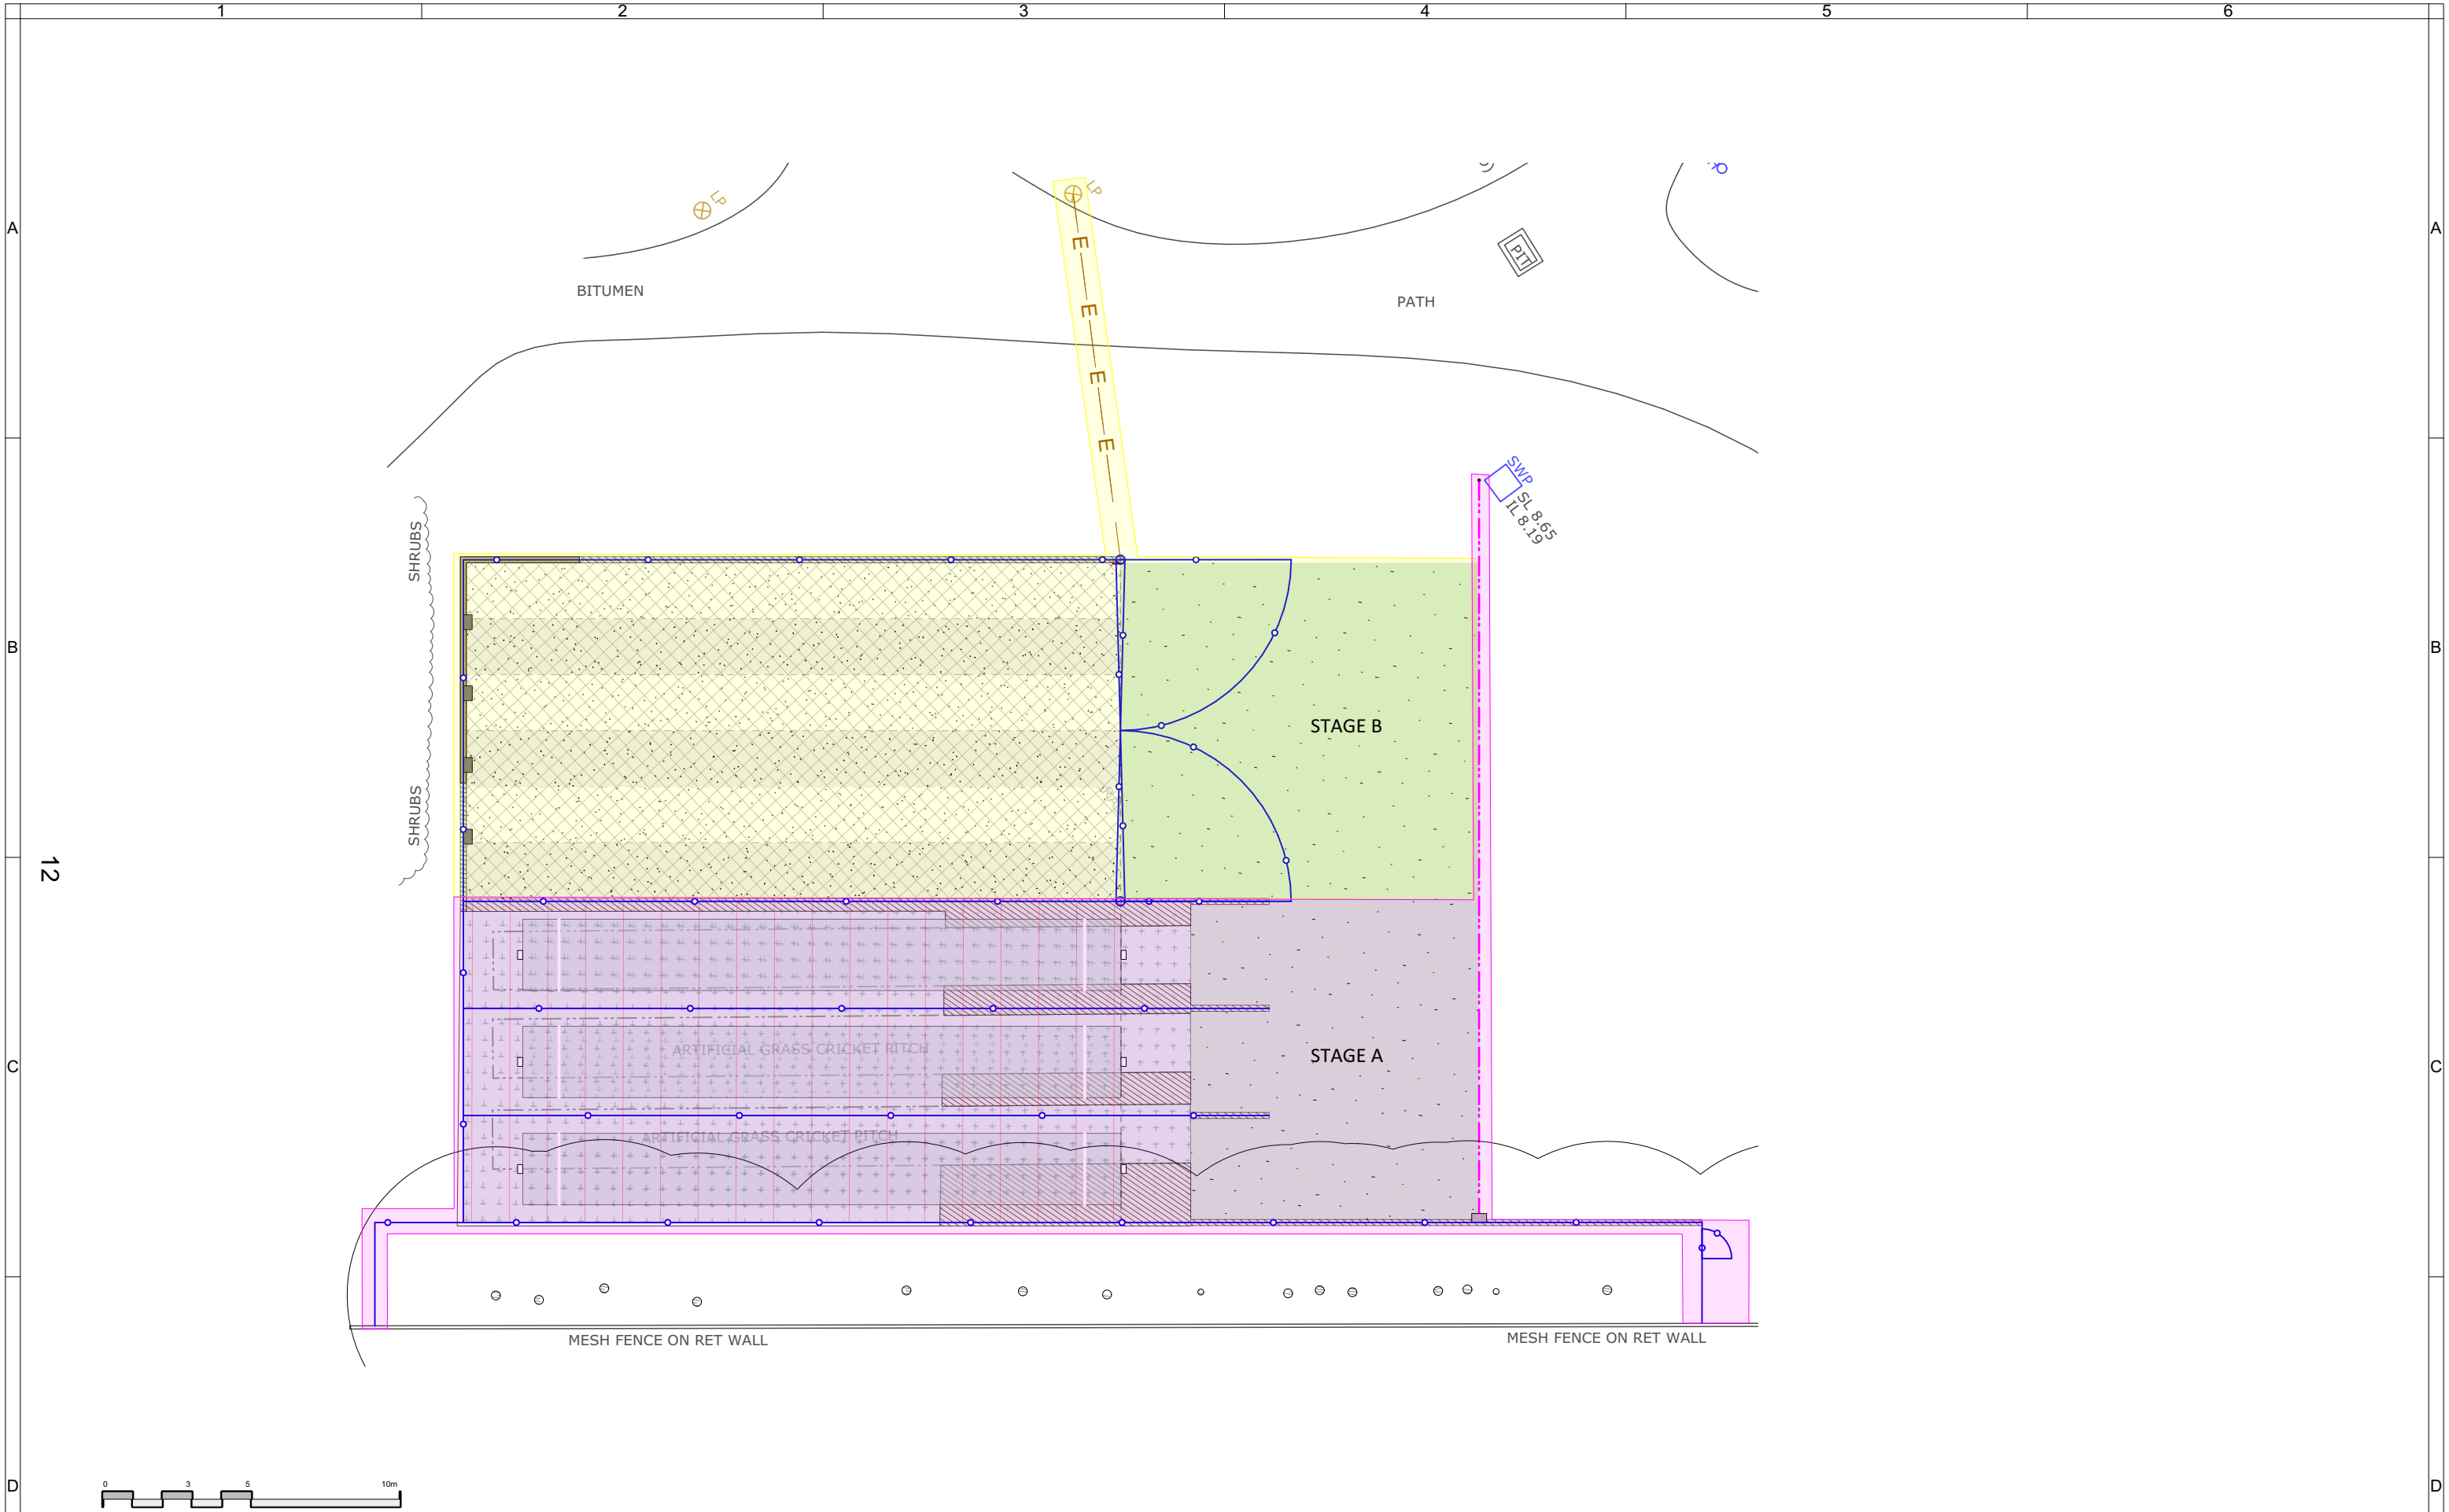 1 2 3 4 5 6
A A
LP
LP
PIT
BITUMEN
PATH
E
E
E
E
SWP
SL 8.65
IL 8.19
SHRUBS
B B
STAGE B
SHRUBS
12
ARTIFICIAL GRASS CRICKET PITCH
STAGE A
C C
ARTIFICIAL GRASS CRICKET PITCH
MESH FENCE ON RET WALL
MESH FENCE ON RET WALL
0 3 5 10m
D D